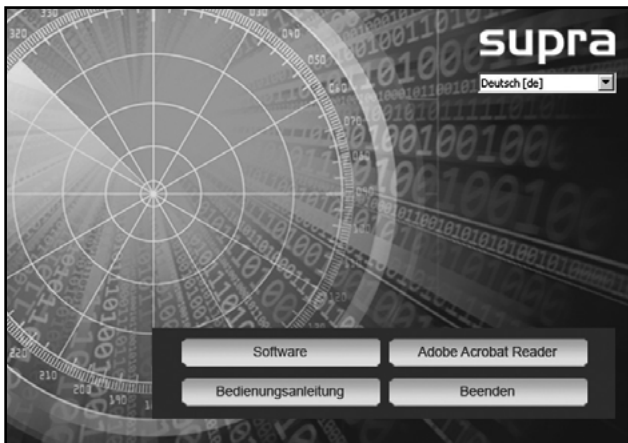 supra
Deutsch [de]
Software
Adobe Acrobat Reader
Bedienungsanleitung
Beenden